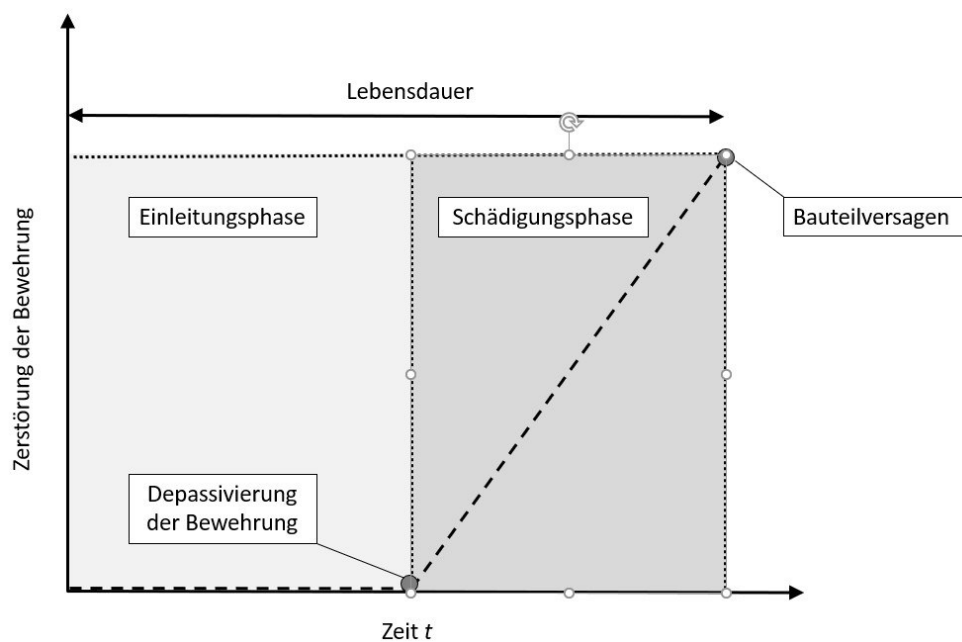 Lebensdauer
Einleitungsphase
Schädigungsphase
Bauteilversagen
Zerstörung der Bewehrung
Depassivierung
der Bewehrung
Zeit t